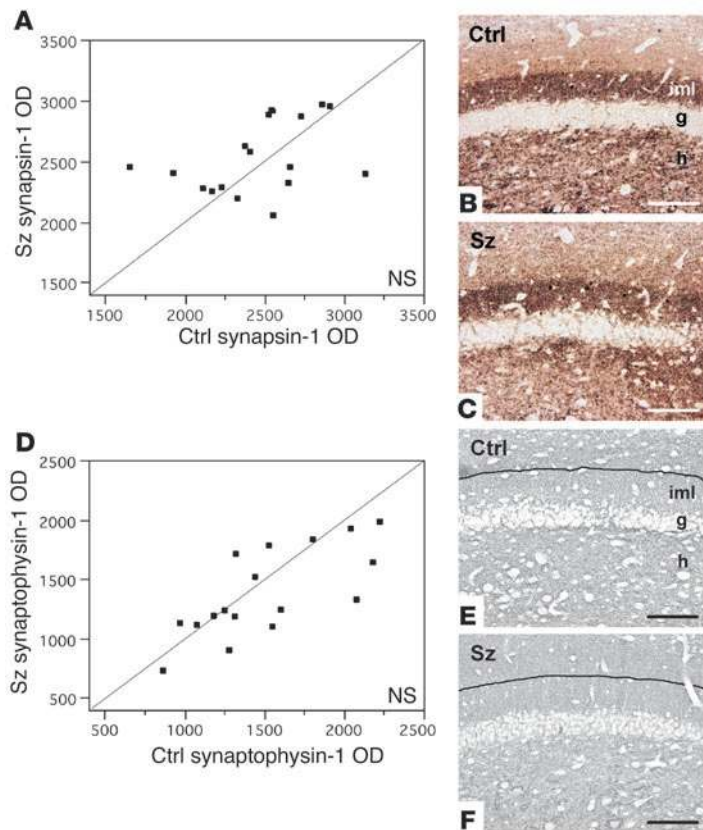 A
Sz synapsin-1 OD
3500
3000
2500
2000
1500
NS
1500 2000 2500 3000 3500
Ctrl synapsin-1 OD
Ctrl
iml
g
h
B
Sz
C
D
Sz synaptophysin-1 OD
2500
2000
1500
1000
500
NS
500 1000 1500 2000 2500
Ctrl synaptophysin-1 OD
Ctrl
iml
g
h
E
Sz
F